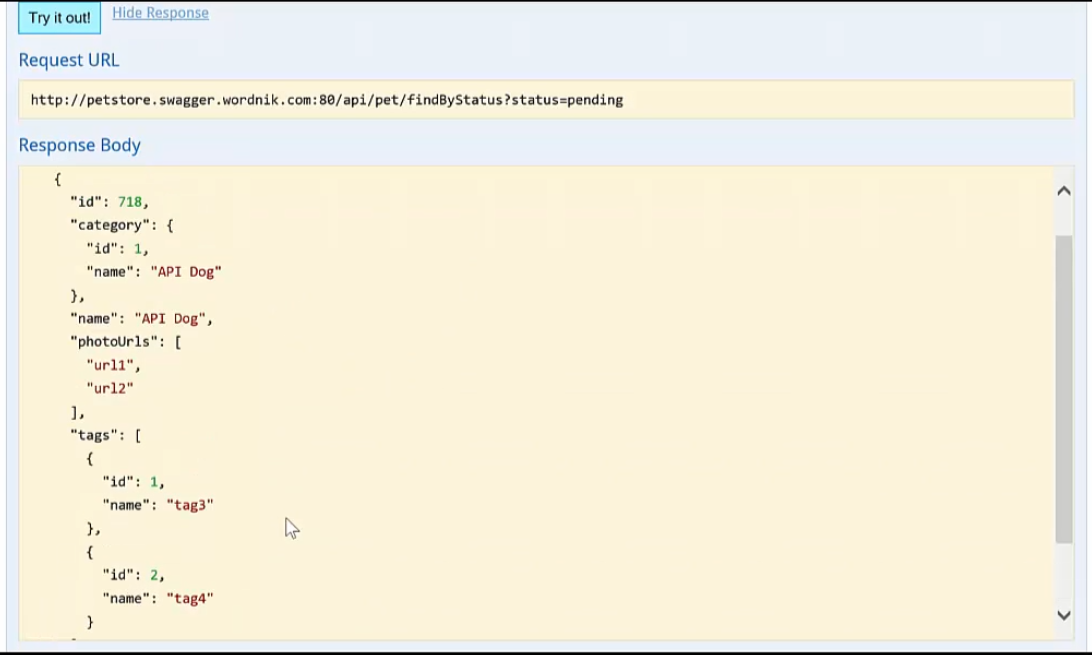 Try it out! Hide Response
Request URL
http://petstore.swagger.wordnik.com:80/api/pet/findByStatus?status=pending
Response Body
{
"id": 718,
"category": {
"id": 1,
"name": "API Dog"
},
"name": "API Dog",
"photoUrls": [
"url1",
"url2"
],
"tags": [
{
"id": 1,
"name": "tag3"
},
{
"id": 2,
"name": "tag4"
}